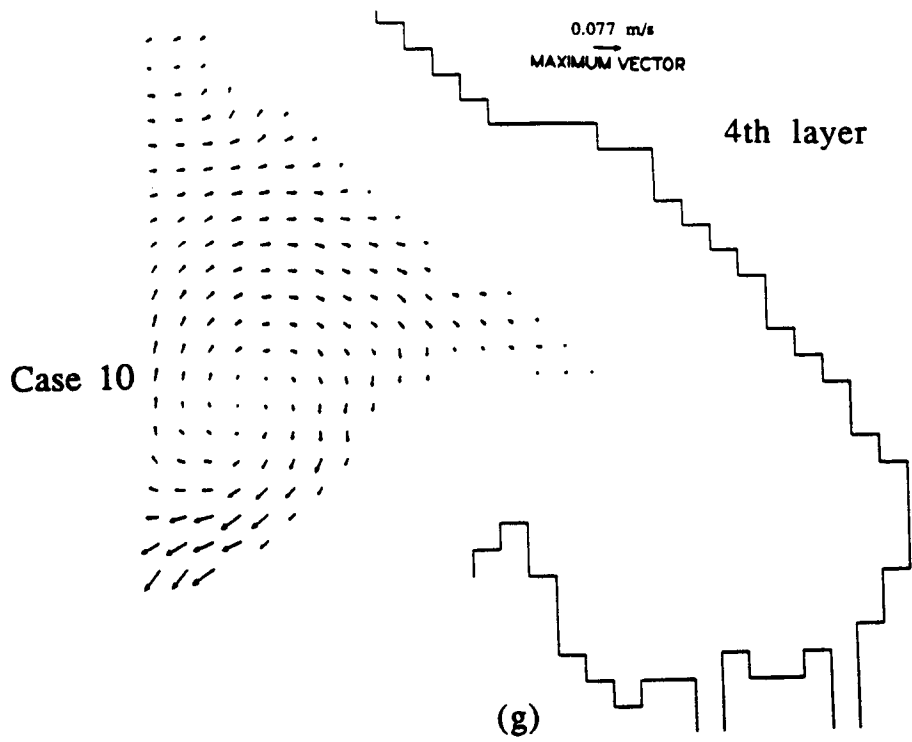 0.077 m/s
MAXIMUM VECTOR
4th layer
Case 10
(g)